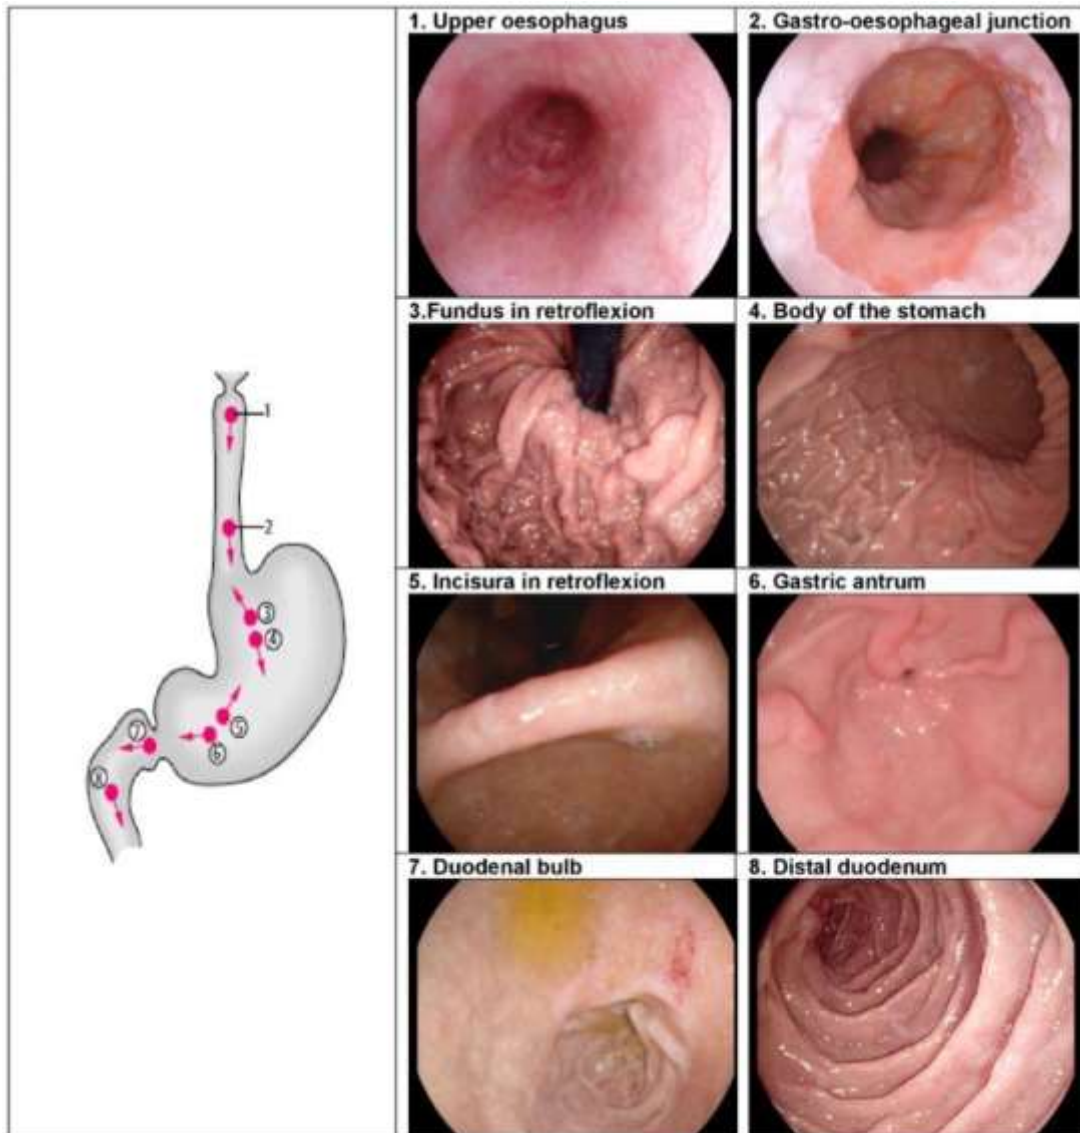 1. Upper oesophagus
2. Gastro-oesophageal junction
3.Fundus in retroflexion
4. Body of the stomach
5. Incisura in retroflexion
6. Gastric antrum
7. Duodenal bulb
8. Distal duodenum
1
2
3
4
5
6
7
8